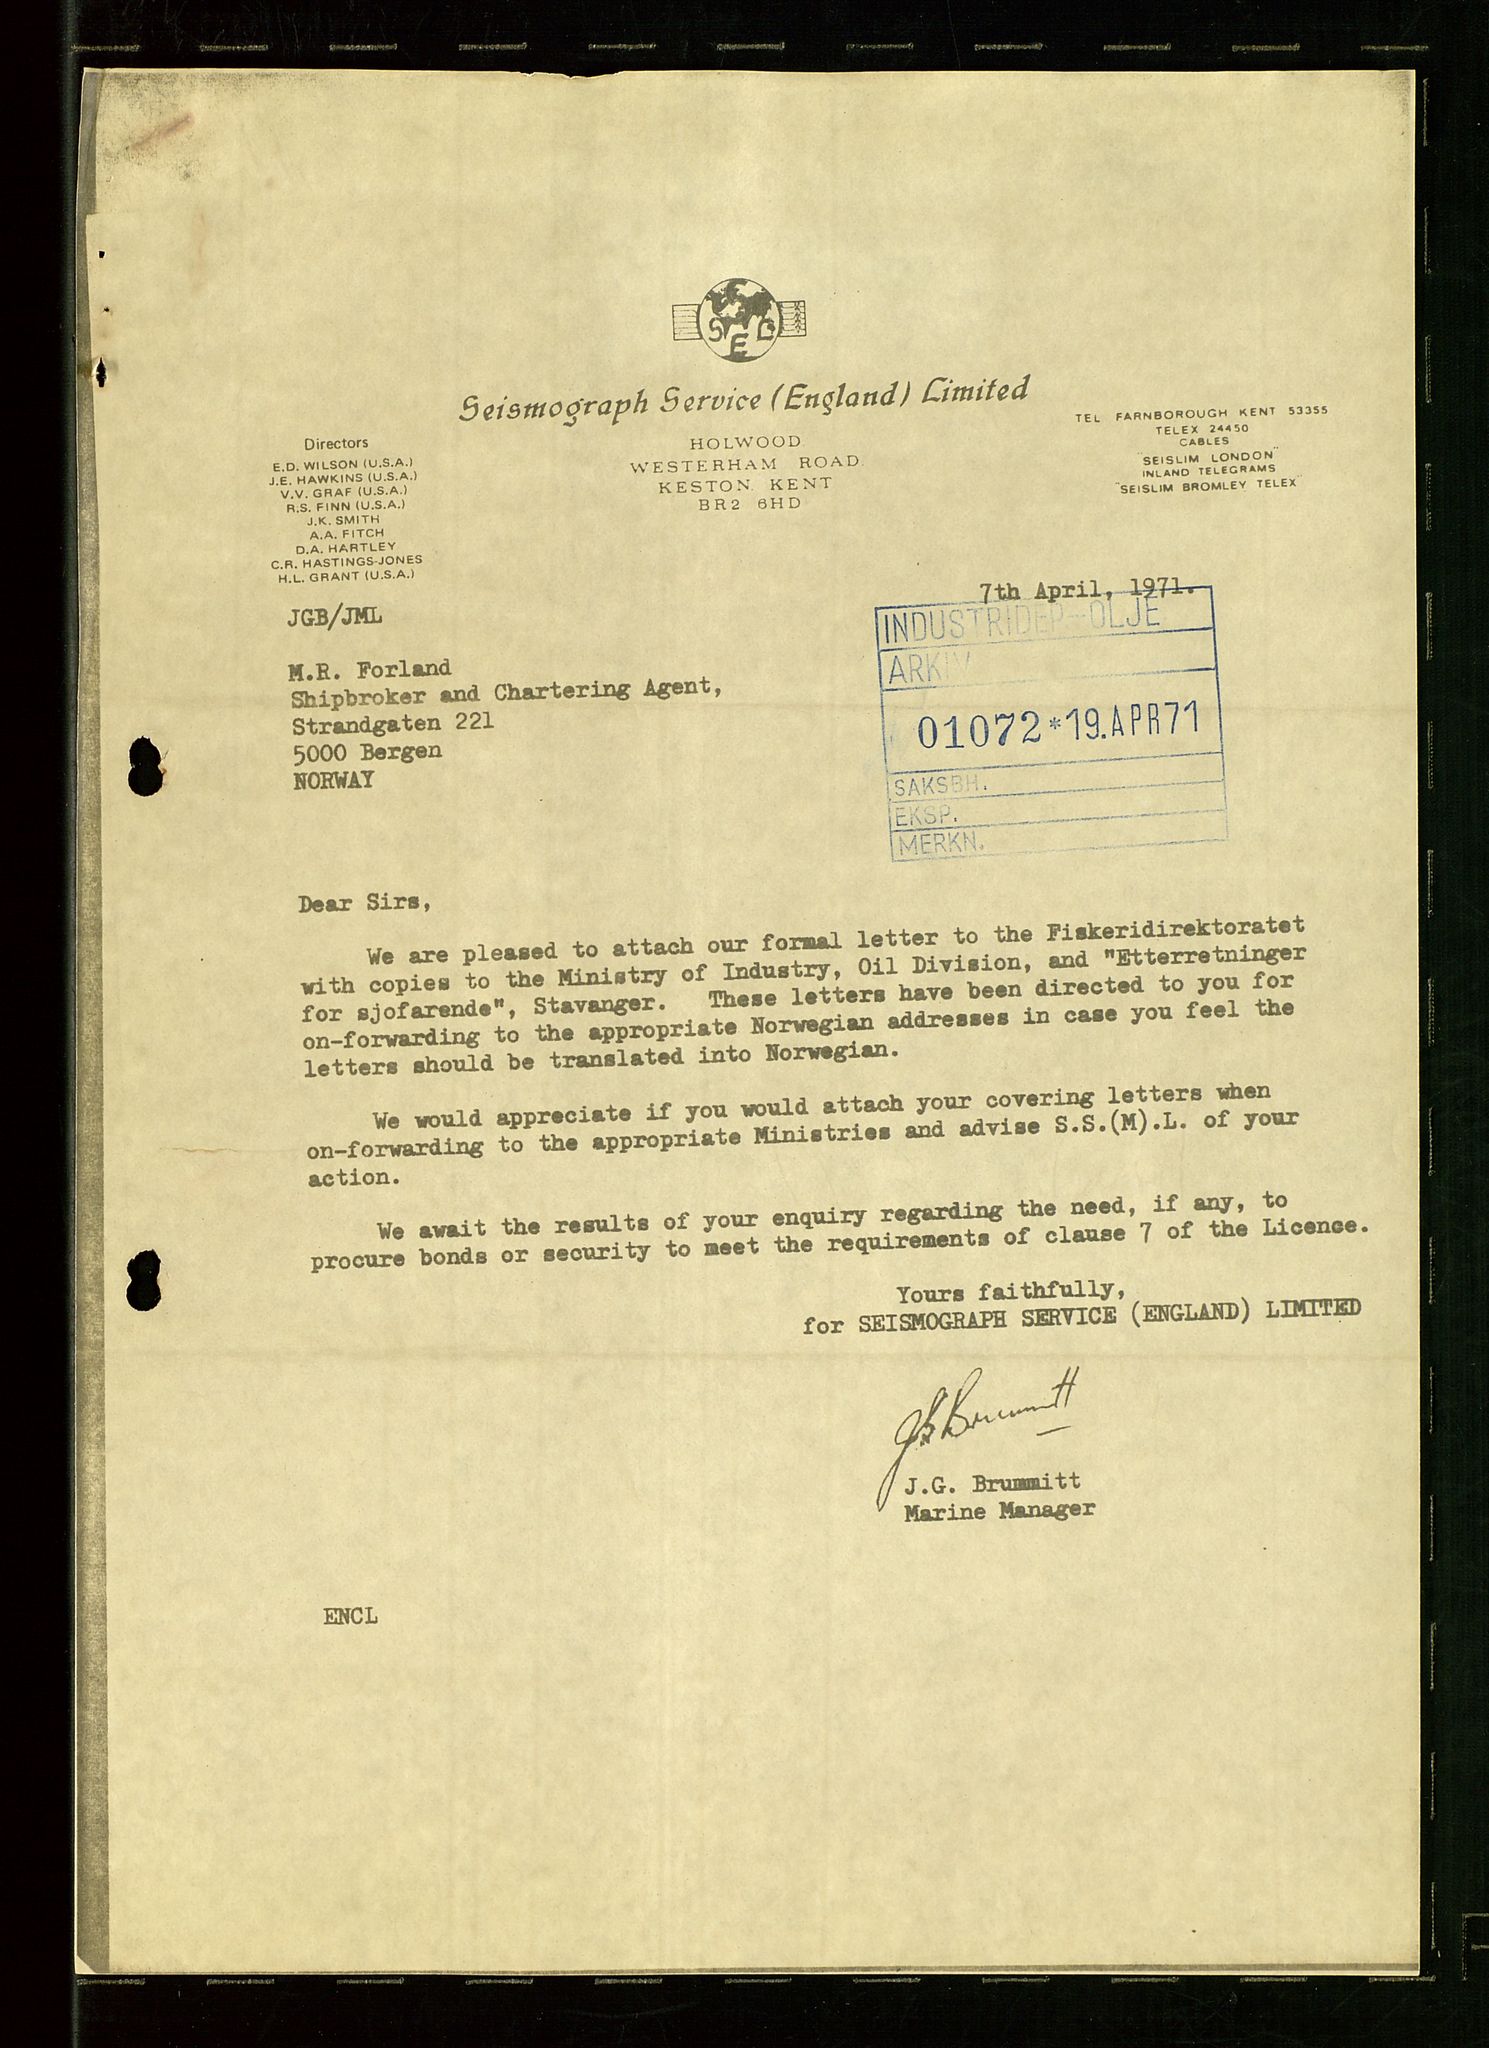 S E L
Seismograph Service (England) Limited
HOLWOOD
WESTERHAM ROAD
KESTON KENT
BR2 6HD
TEL FARNBOROUGH KENT 53355
TELEX 24450
CABLES
"SEISLIM LONDON"
INLAND TELEGRAMS
"SEISLIM BROMLEY TELEX"
Directors
E.D. WILSON (U.S.A.)
J.E. HAWKINS (U.S.A.)
V.V. GRAF (U.S.A.)
R.S. FINN (U.S.A.)
J.K. SMITH
A.A. FITCH
D.A. HARTLEY
C.R. HASTINGS-JONES
H.L. GRANT (U.S.A.)
7th April, 1971.
JGB/JML
INDUSTRIDEP-OLJE
ARKIV
01072*19.APR71
SAKSBH.
EKSP.
MERKN.
M.R. Forland
Shipbroker and Chartering Agent,
Strandgaten 221
5000 Bergen
NORWAY
Dear Sirs,
We are pleased to attach our formal letter to the Fiskeridirektoratet
with copies to the Ministry of Industry, Oil Division, and "Etterretninger
for sjofarende", Stavanger. These letters have been directed to you for
on-forwarding to the appropriate Norwegian addresses in case you feel the
letters should be translated into Norwegian.
We would appreciate if you would attach your covering letters when
on-forwarding to the appropriate Ministries and advise S.S.(M).L. of your
action.
We await the results of your enquiry regarding the need, if any, to
procure bonds or security to meet the requirements of clause 7 of the Licence.
Yours faithfully,
for SEISMOGRAPH SERVICE (ENGLAND) LIMITED
JG Brummitt
J.G. Brummitt
Marine Manager
ENCL